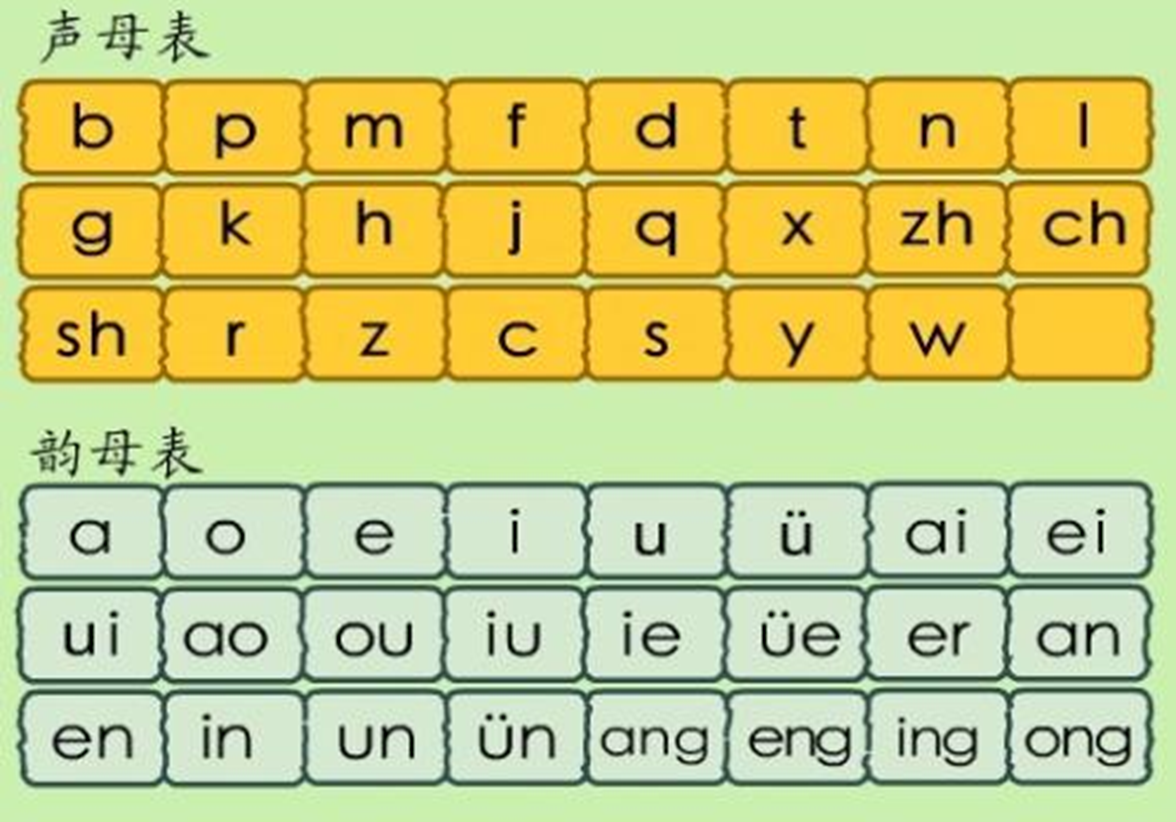 声母表
b p m f d t n l
g k h j q x zh ch
sh r z c s y w
韵母表
a o e i u ü ai ei
ui ao ou iu ie üe er an
en in un ün ang eng ing ong